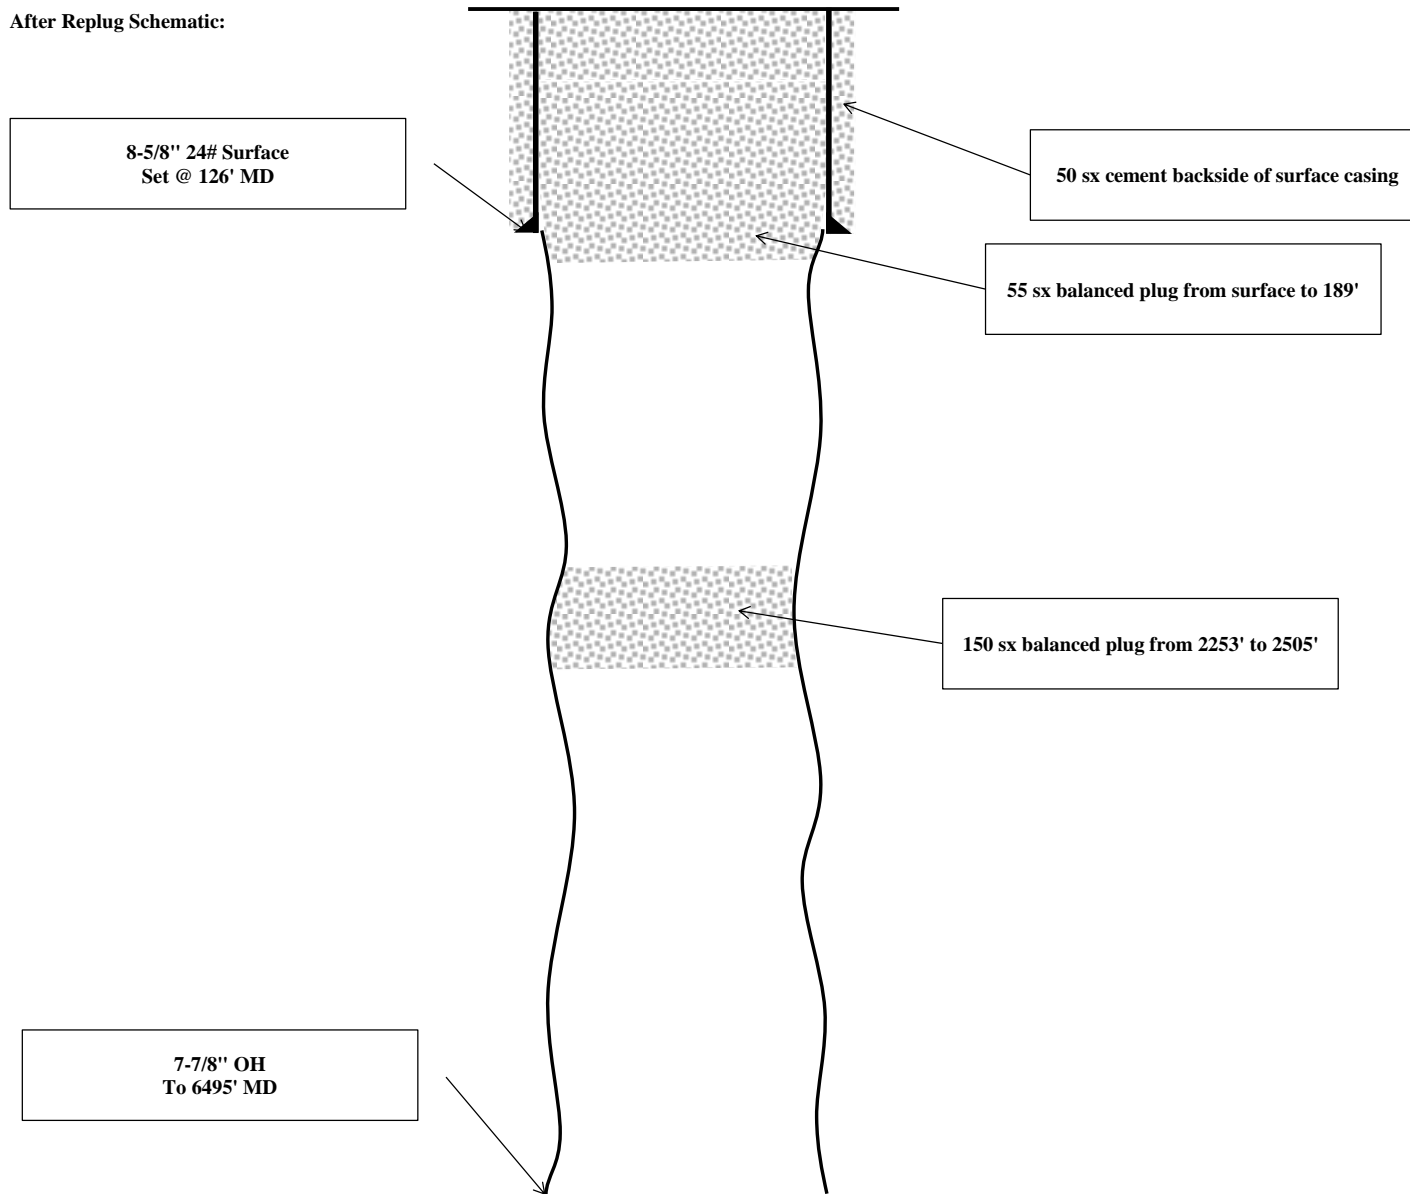 After Replug Schematic:
8-5/8" 24# Surface
Set @ 126' MD
50 sx cement backside of surface casing
55 sx balanced plug from surface to 189'
150 sx balanced plug from 2253' to 2505'
7-7/8" OH
To 6495' MD